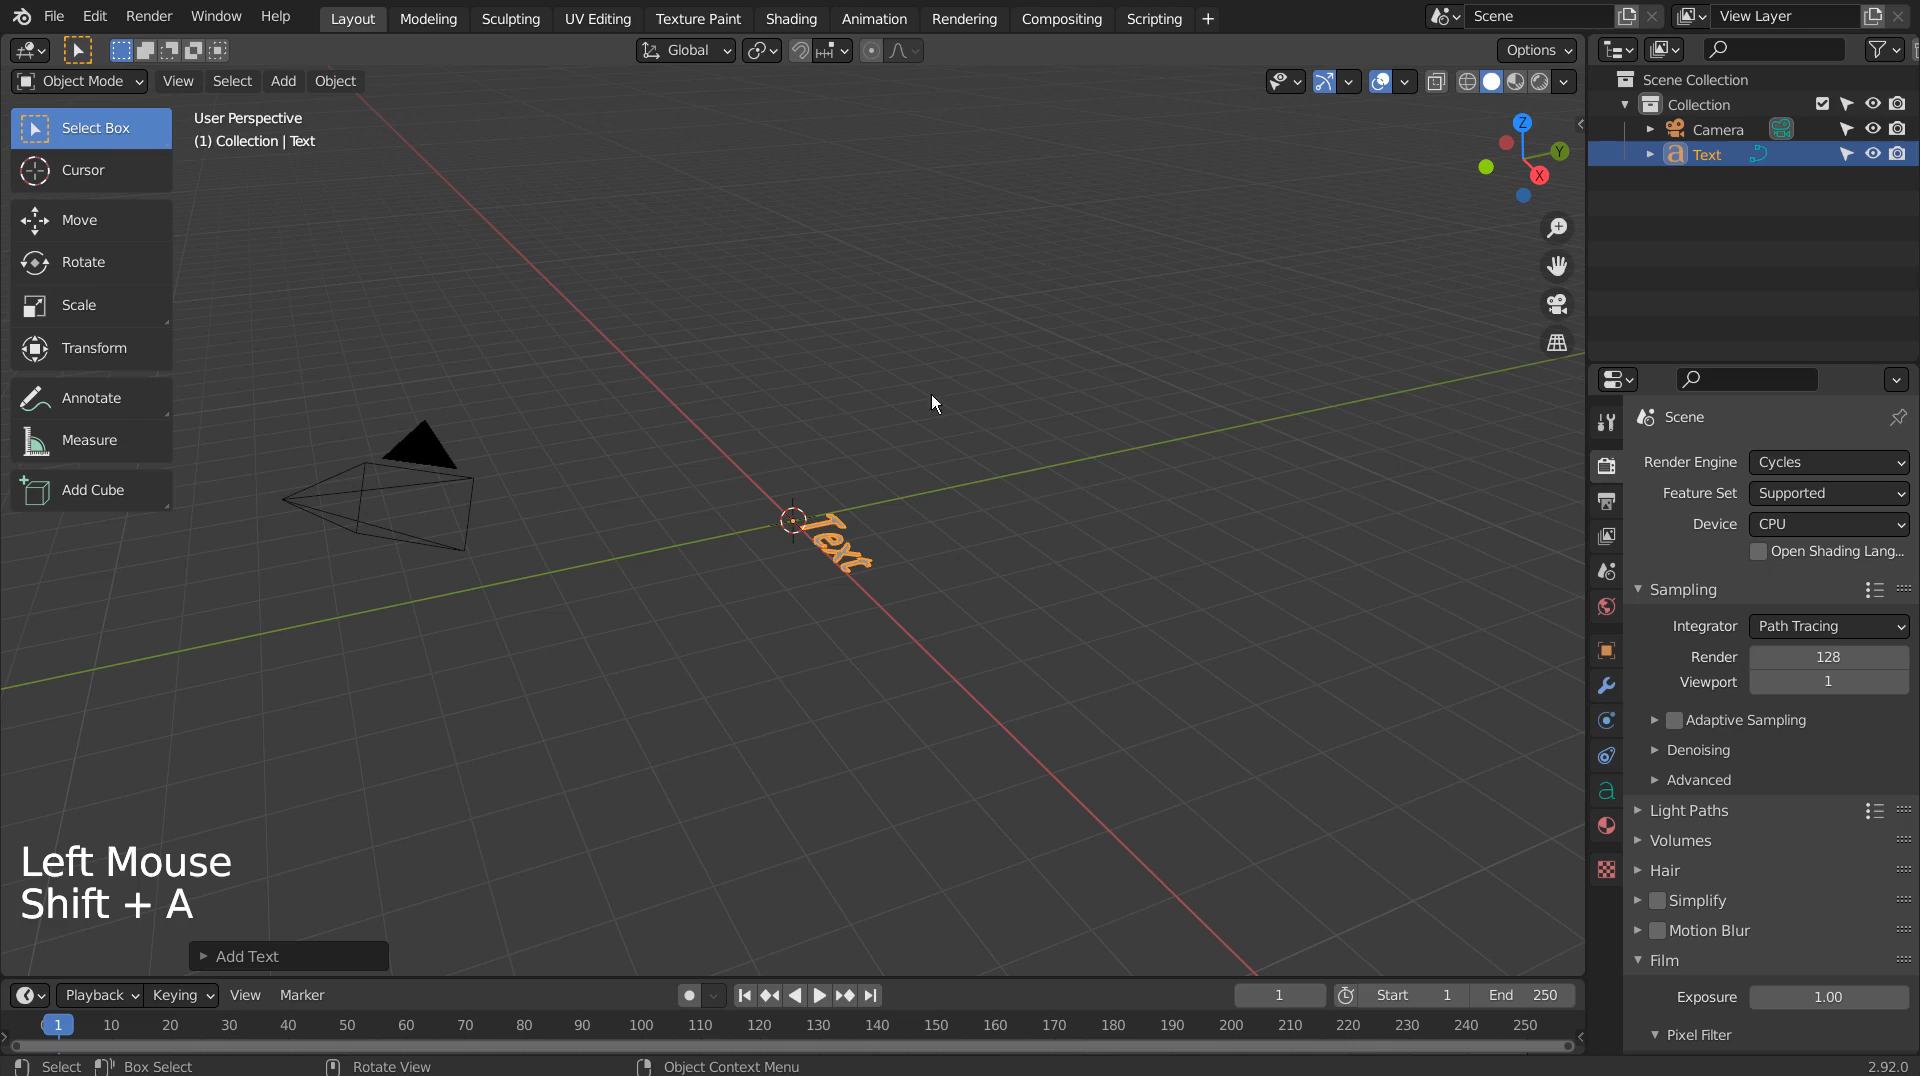 File Edit Render Window Help Layout Modeling Sculpting UV Editing Texture Paint Shading Animation Rendering Compositing Scripting + Scene View Layer
Global Options
Object Mode View Select Add Object
User Perspective
(1) Collection | Text
Select Box
Cursor
Move
Rotate
Scale
Transform
Annotate
Measure
Add Cube
Z
Y
X
Text
Left Mouse
Shift + A
Add Text
Scene Collection
Collection
Camera
Text
Scene
Render Engine Cycles
Feature Set Supported
Device CPU
Open Shading Lang...
Sampling
Integrator Path Tracing
Render 128
Viewport 1
Adaptive Sampling
Denoising
Advanced
Light Paths
Volumes
Hair
Simplify
Motion Blur
Film
Exposure 1.00
Pixel Filter
Playback Keying View Marker 1 Start 1 End 250
1 10 20 30 40 50 60 70 80 90 100 110 120 130 140 150 160 170 180 190 200 210 220 230 240 250
Select Box Select Rotate View Object Context Menu 2.92.0